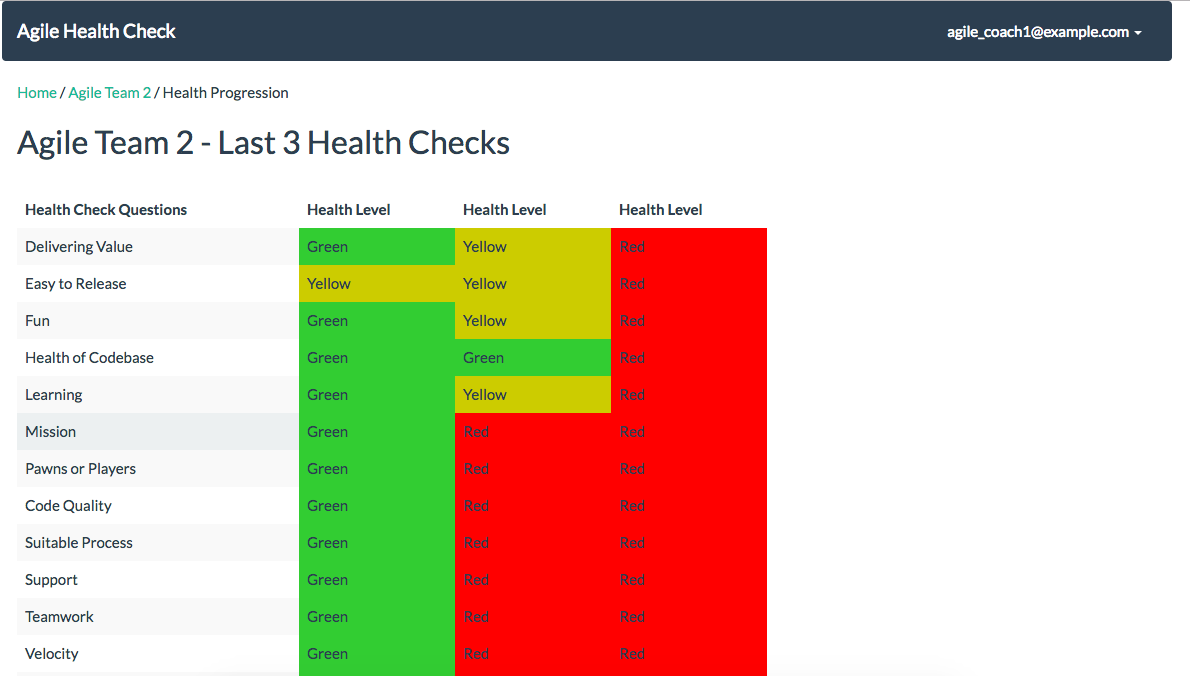 Agile Health Check agile_coach1@example.com
Home / Agile Team 2 / Health Progression
Agile Team 2 - Last 3 Health Checks
Health Check Questions Health Level Health Level Health Level
Delivering Value Green Yellow Red
Easy to Release Yellow Yellow Red
Fun Green Yellow Red
Health of Codebase Green Green Red
Learning Green Yellow Red
Mission Green Red Red
Pawns or Players Green Red Red
Code Quality Green Red Red
Suitable Process Green Red Red
Support Green Red Red
Teamwork Green Red Red
Velocity Green Red Red